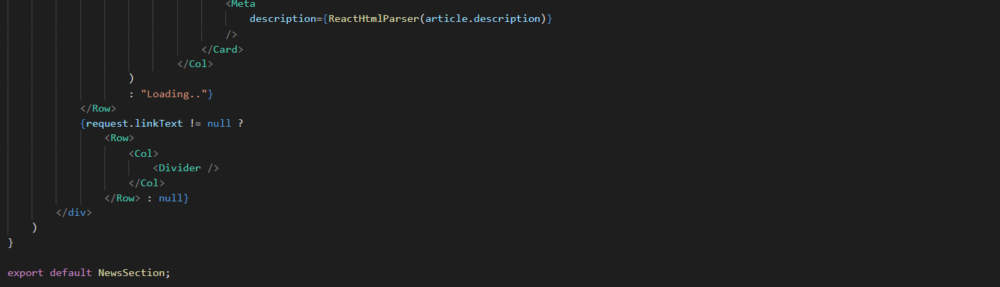 <Meta
description={ReactHtmlParser(article.description)}
/>
</Card>
</Col>
)
: "Loading.."}
</Row>
{request.linkText != null ?
<Row>
<Col>
<Divider />
</Col>
</Row> : null}
</div>
)
}
export default NewsSection;